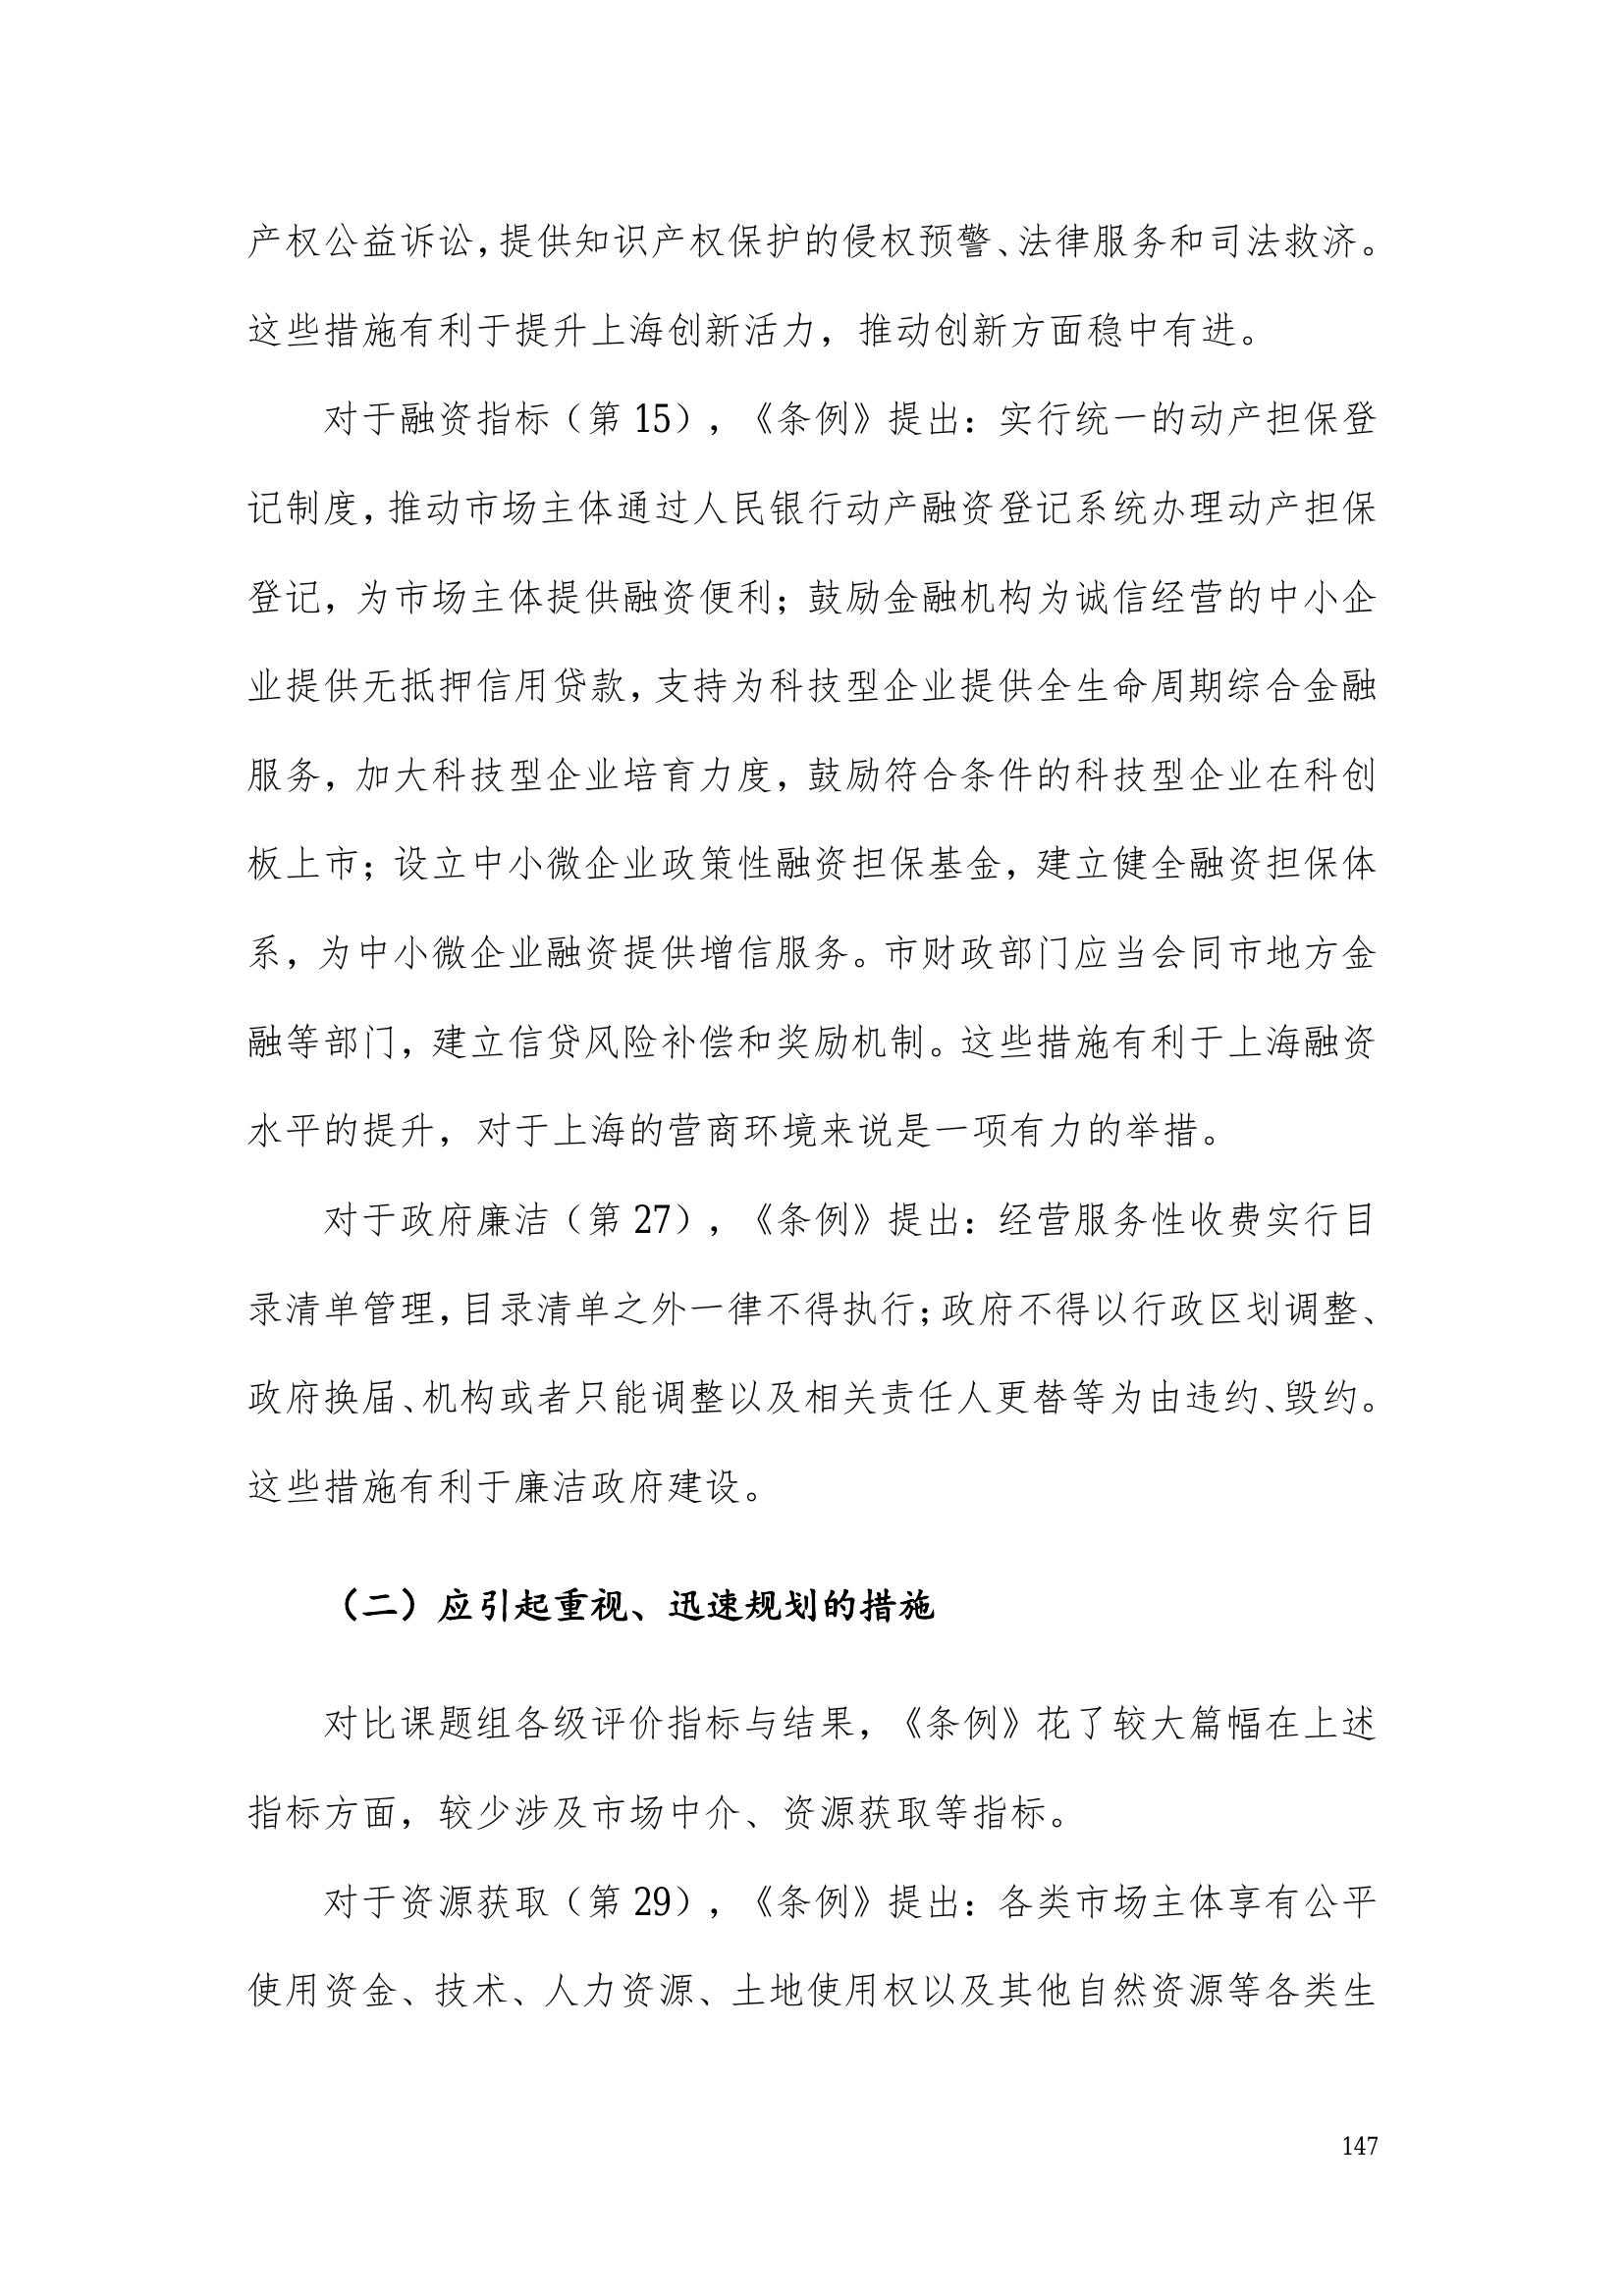 产权公益诉讼，提供知识产权保护的侵权预警、法律服务和司法救济。
这些措施有利于提升上海创新活力，推动创新方面稳中有进。
对于融资指标（第 15），《条例》提出：实行统一的动产担保登
记制度，推动市场主体通过人民银行动产融资登记系统办理动产担保
登记，为市场主体提供融资便利；鼓励金融机构为诚信经营的中小企
业提供无抵押信用贷款，支持为科技型企业提供全生命周期综合金融
服务，加大科技型企业培育力度，鼓励符合条件的科技型企业在科创
板上市；设立中小微企业政策性融资担保基金，建立健全融资担保体
系，为中小微企业融资提供增信服务。市财政部门应当会同市地方金
融等部门，建立信贷风险补偿和奖励机制。这些措施有利于上海融资
水平的提升，对于上海的营商环境来说是一项有力的举措。
对于政府廉洁（第 27），《条例》提出：经营服务性收费实行目
录清单管理，目录清单之外一律不得执行；政府不得以行政区划调整、
政府换届、机构或者只能调整以及相关责任人更替等为由违约、毁约。
这些措施有利于廉洁政府建设。
（二）应引起重视、迅速规划的措施
对比课题组各级评价指标与结果，《条例》花了较大篇幅在上述
指标方面，较少涉及市场中介、资源获取等指标。
对于资源获取（第 29），《条例》提出：各类市场主体享有公平
使用资金、技术、人力资源、土地使用权以及其他自然资源等各类生
147